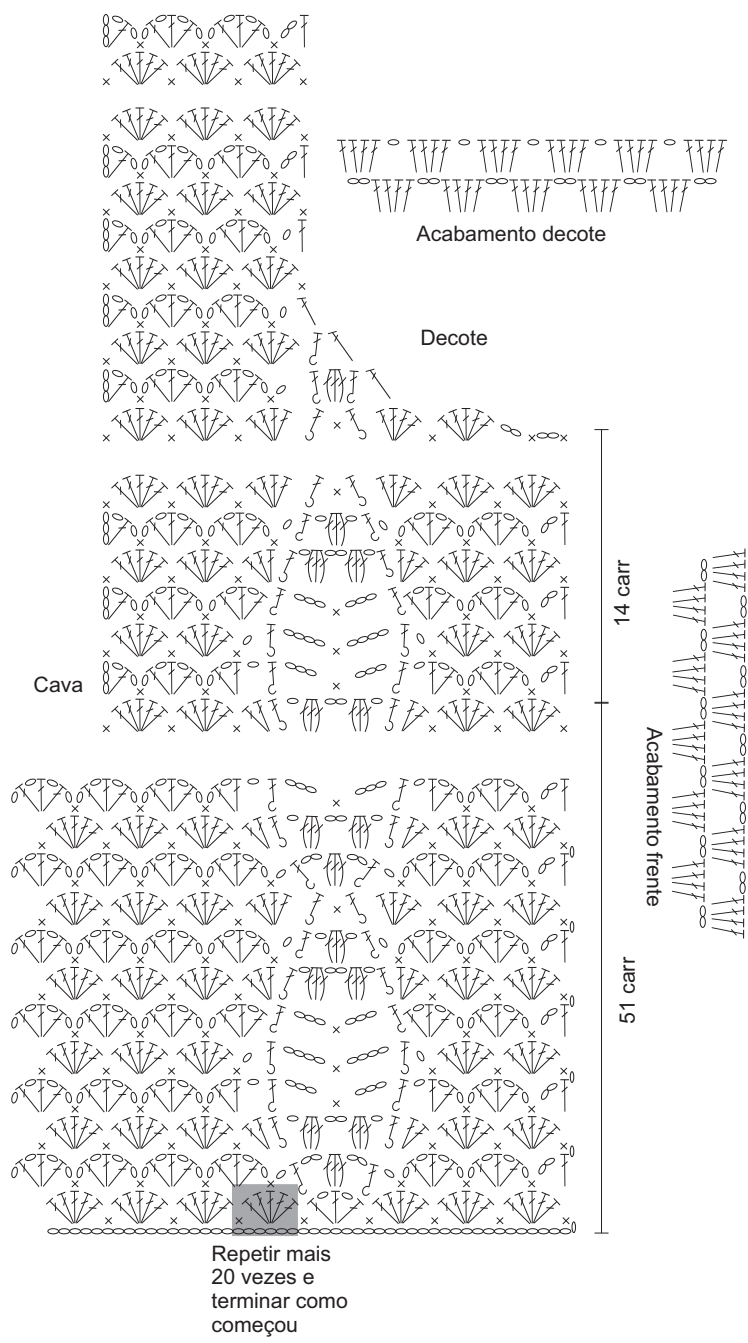 Acabamento decote
Decote
14 carr
Cava
Acabamento frente
51 carr
Repetir mais
20 vezes e
terminar como
começou